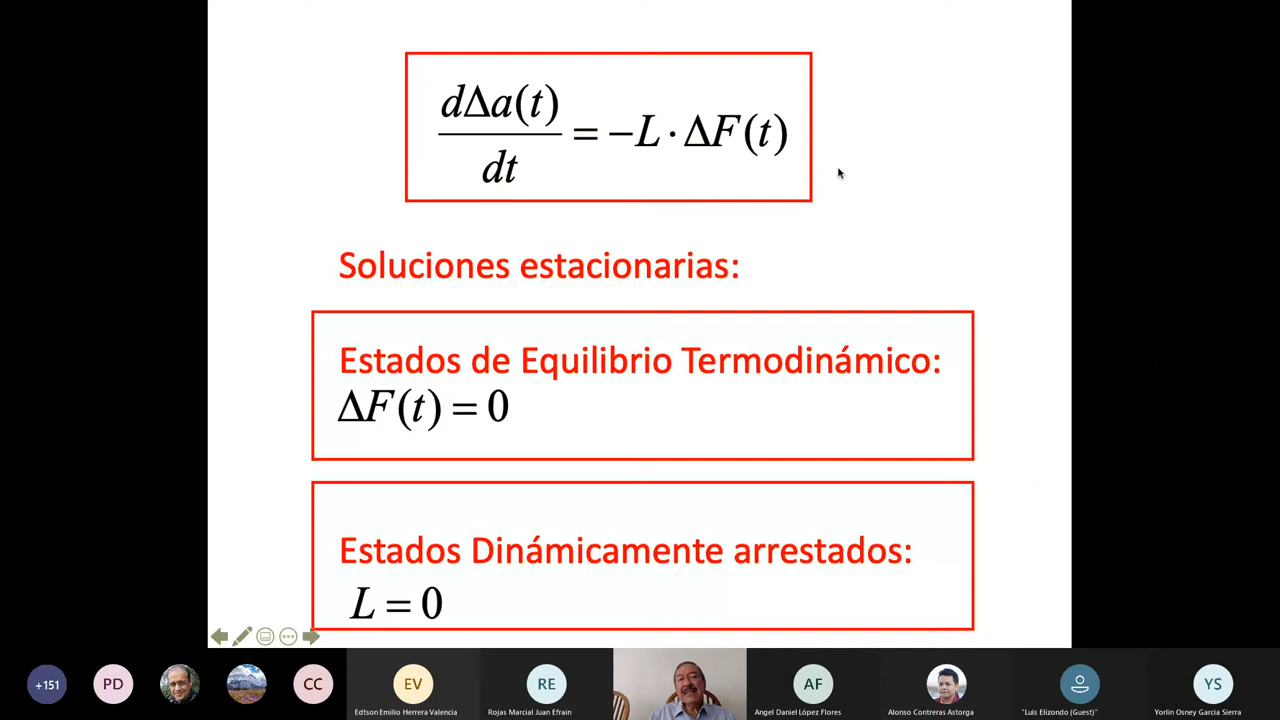 dΔa(t)/dt = −L · ΔF(t)
Soluciones estacionarias:
Estados de Equilibrio Termodinámico:
ΔF(t) = 0
Estados Dinámicamente arrestados:
L = 0
+151
PD
CC
EV
RE
AF
YS
Edtson Emilio Herrera Valencia
Rojas Marcial Juan Efrain
Angel Daniel López Flores
Alonso Contreras Astorga
"Luis Elizondo (Guest)"
Yorlin Osney Garcia Sierra